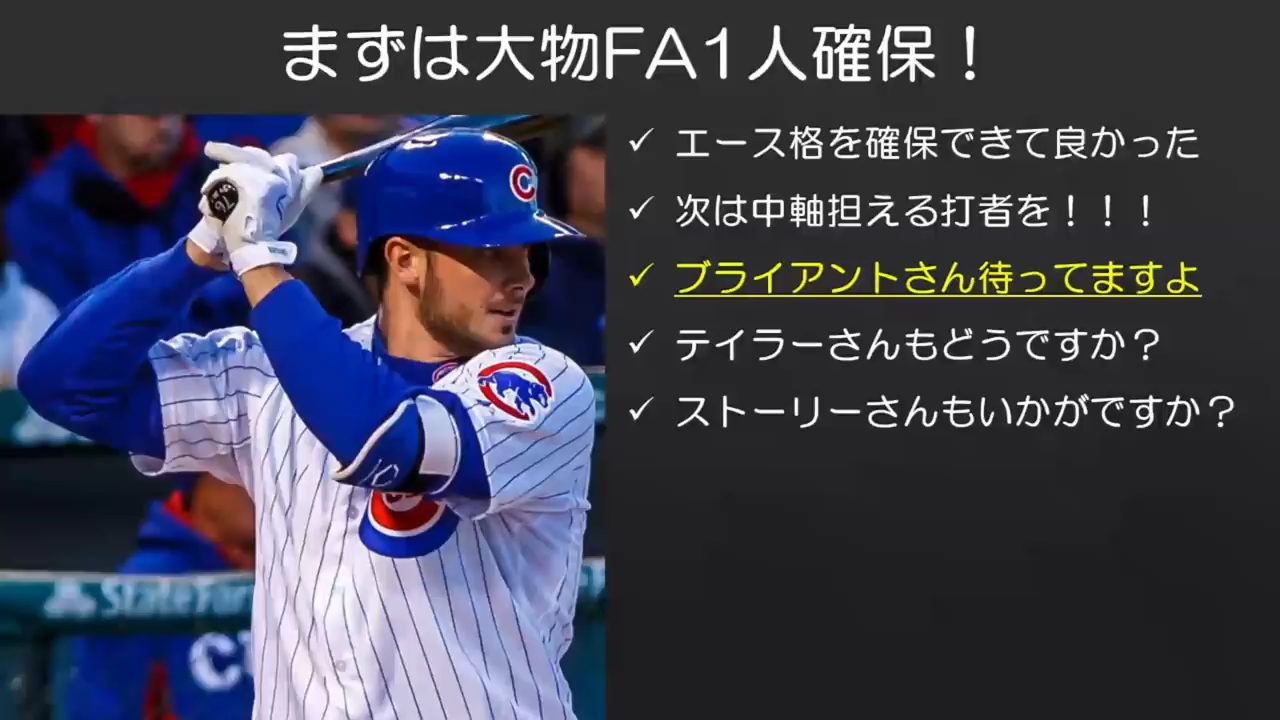 まずは大物FA1人確保！
✓ エース格を確保できて良かった
✓ 次は中軸担える打者を！！！
✓ ブライアントさん待ってますよ
✓ テイラーさんもどうですか？
✓ ストーリーさんもいかがですか？
C
StateFar